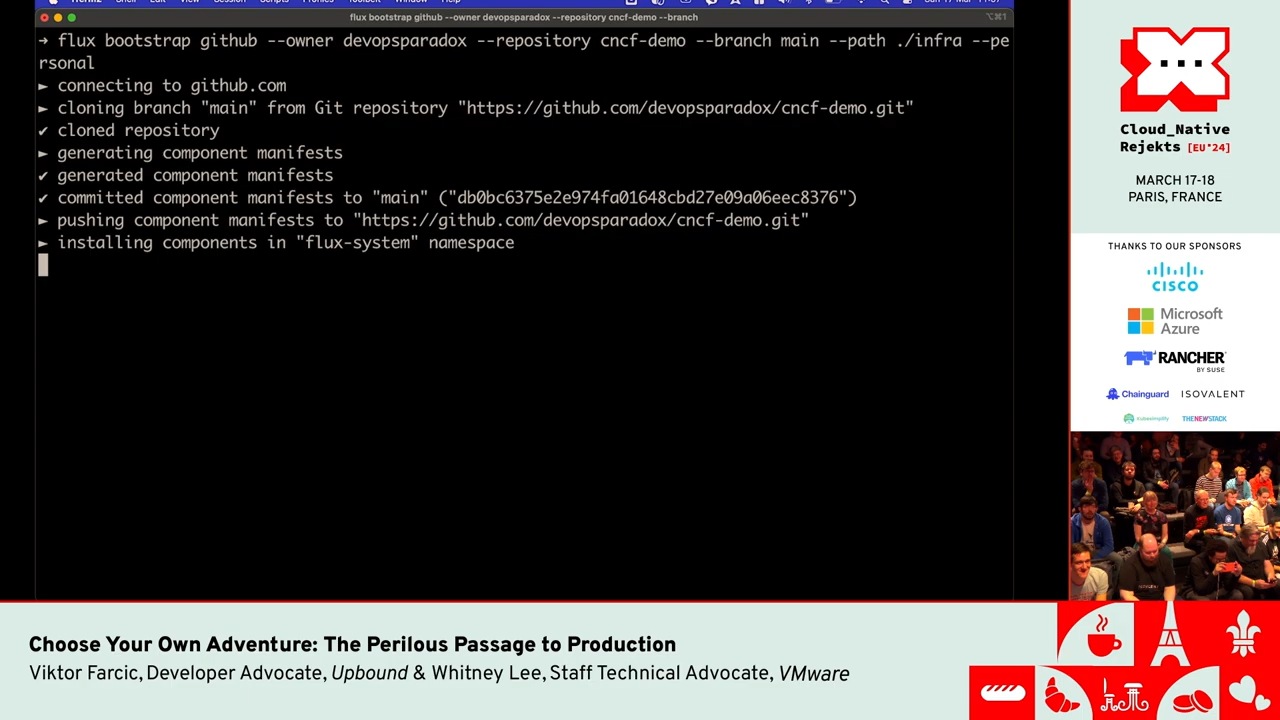 flux bootstrap github --owner devopsparadox --repository cncf-demo --branch
⌥⌘1
→ flux bootstrap github --owner devopsparadox --repository cncf-demo --branch main --path ./infra --pe
rsonal
► connecting to github.com
► cloning branch "main" from Git repository "https://github.com/devopsparadox/cncf-demo.git"
✔ cloned repository
► generating component manifests
✔ generated component manifests
✔ committed component manifests to "main" ("db0bc6375e2e974fa01648cbd27e09a06eec8376")
► pushing component manifests to "https://github.com/devopsparadox/cncf-demo.git"
► installing components in "flux-system" namespace
Cloud_Native
Rejekts [EU*24]
MARCH 17-18
PARIS, FRANCE
THANKS TO OUR SPONSORS
CISCO
Microsoft
Azure
RANCHER
BY SUSE
Chainguard ISOVALENT
kubesimplify THENEWSTACK
Choose Your Own Adventure: The Perilous Passage to Production
Viktor Farcic, Developer Advocate, Upbound & Whitney Lee, Staff Technical Advocate, VMware